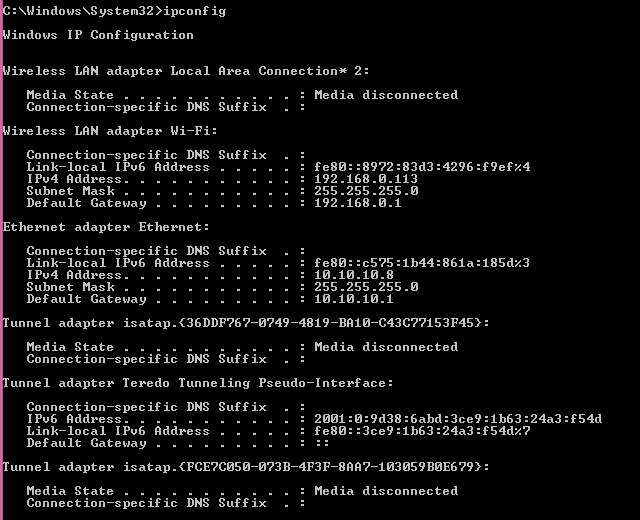 C:\Windows\System32>ipconfig
Windows IP Configuration
Wireless LAN adapter Local Area Connection* 2:
Media State . . . . . . . . . . . : Media disconnected
Connection-specific DNS Suffix  . :
Wireless LAN adapter Wi-Fi:
Connection-specific DNS Suffix  . :
Link-local IPv6 Address . . . . . : fe80::8972:83d3:4296:f9ef%4
IPv4 Address. . . . . . . . . . . : 192.168.0.113
Subnet Mask . . . . . . . . . . . : 255.255.255.0
Default Gateway . . . . . . . . . : 192.168.0.1
Ethernet adapter Ethernet:
Connection-specific DNS Suffix  . :
Link-local IPv6 Address . . . . . : fe80::c575:1b44:861a:185d%3
IPv4 Address. . . . . . . . . . . : 10.10.10.8
Subnet Mask . . . . . . . . . . . : 255.255.255.0
Default Gateway . . . . . . . . . : 10.10.10.1
Tunnel adapter isatap.{36DDF767-0749-4819-BA10-C43C77153F45}:
Media State . . . . . . . . . . . : Media disconnected
Connection-specific DNS Suffix  . :
Tunnel adapter Teredo Tunneling Pseudo-Interface:
Connection-specific DNS Suffix  . :
IPv6 Address. . . . . . . . . . . : 2001:0:9d38:6abd:3ce9:1b63:24a3:f54d
Link-local IPv6 Address . . . . . : fe80::3ce9:1b63:24a3:f54d%7
Default Gateway . . . . . . . . . : ::
Tunnel adapter isatap.{FCE7C050-073B-4F3F-8AA7-103059B0E679}:
Media State . . . . . . . . . . . : Media disconnected
Connection-specific DNS Suffix  . :